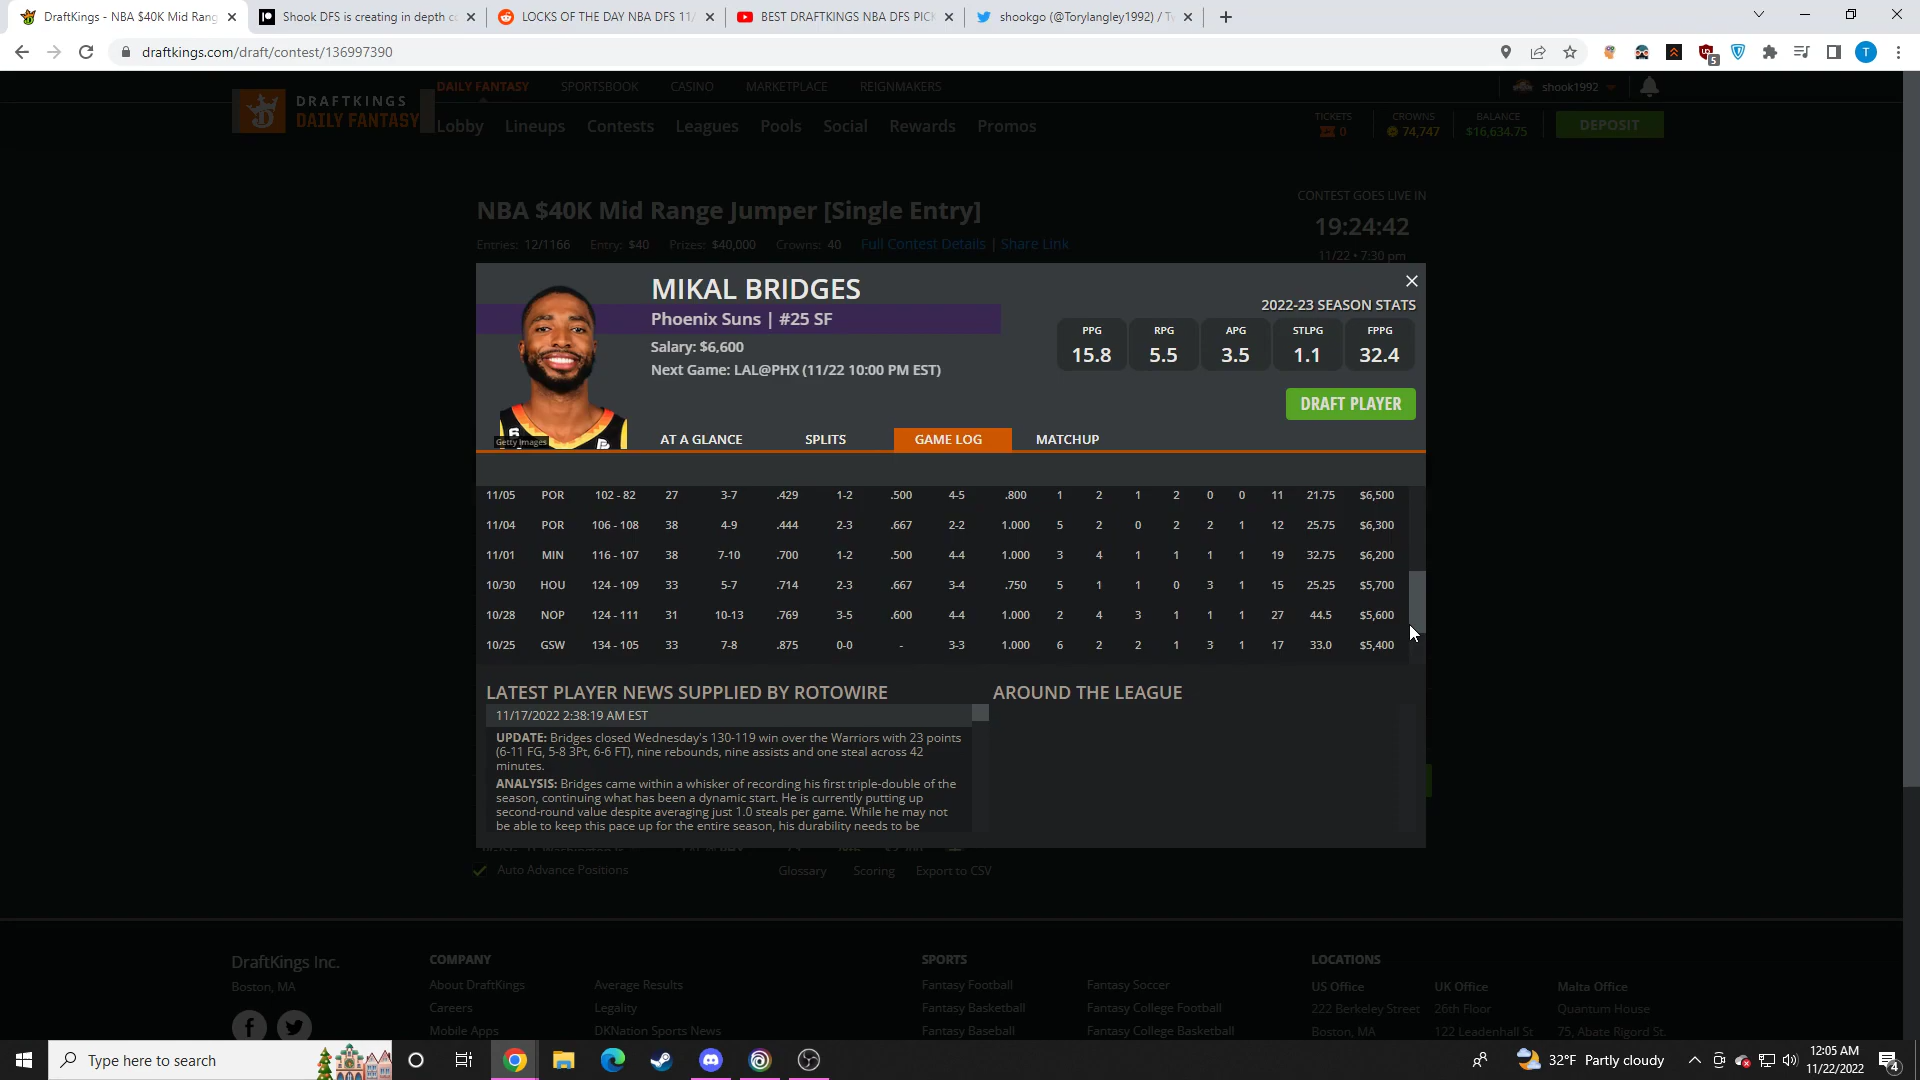 DraftKings - NBA $40K Mid Rang
Shook DFS is creating in depth co
LOCKS OF THE DAY NBA DFS 11/
BEST DRAFTKINGS NBA DFS PICK
shookgo (@Torylangley1992) / Tw
draftkings.com/draft/contest/136997390
5
T
DAILY FANTASY SPORTSBOOK CASINO MARKETPLACE REIGNMAKERS
shook1992
DRAFTKINGS
DAILY FANTASY
Lobby Lineups Contests Leagues Pools Social Rewards Promos
TICKETS
0
CROWNS
74,747
BALANCE
$16,634.75
DEPOSIT
NBA $40K Mid Range Jumper [Single Entry]
Entries: 12/1166 Entry: $40 Prizes: $40,000 Crowns: 40 Full Contest Details | Share Link
CONTEST GOES LIVE IN
19:24:42
11/22 • 7:30 pm
MIKAL BRIDGES
Phoenix Suns | #25 SF
Salary: $6,600
Next Game: LAL@PHX (11/22 10:00 PM EST)
Getty Images
2022-23 SEASON STATS
PPG RPG APG STLPG FPPG
15.8 5.5 3.5 1.1 32.4
DRAFT PLAYER
AT A GLANCE SPLITS GAME LOG MATCHUP
11/05 POR 102 - 82 27 3-7 .429 1-2 .500 4-5 .800 1 2 1 2 0 0 11 21.75 $6,500
11/04 POR 106 - 108 38 4-9 .444 2-3 .667 2-2 1.000 5 2 0 2 2 1 12 25.75 $6,300
11/01 MIN 116 - 107 38 7-10 .700 1-2 .500 4-4 1.000 3 4 1 1 1 1 19 32.75 $6,200
10/30 HOU 124 - 109 33 5-7 .714 2-3 .667 3-4 .750 5 1 1 0 3 1 15 25.25 $5,700
10/28 NOP 124 - 111 31 10-13 .769 3-5 .600 4-4 1.000 2 4 3 1 1 1 27 44.5 $5,600
10/25 GSW 134 - 105 33 7-8 .875 0-0 - 3-3 1.000 6 2 2 1 3 1 17 33.0 $5,400
LATEST PLAYER NEWS SUPPLIED BY ROTOWIRE
11/17/2022 2:38:19 AM EST
UPDATE: Bridges closed Wednesday's 130-119 win over the Warriors with 23 points
(6-11 FG, 5-8 3Pt, 6-6 FT), nine rebounds, nine assists and one steal across 42
minutes.
ANALYSIS: Bridges came within a whisker of recording his first triple-double of the
season, continuing what has been a dynamic start. He is currently putting up
second-round value despite averaging just 1.0 steals per game. While he may not
be able to keep this pace up for the entire season, his durability needs to be
AROUND THE LEAGUE
Auto Advance Positions
Glossary Scoring Export to CSV
DraftKings Inc.
Boston, MA
COMPANY
About DraftKings Average Results
Careers Legality
Mobile Apps DKNation Sports News
SPORTS
Fantasy Football Fantasy Soccer
Fantasy Basketball Fantasy College Football
Fantasy Baseball Fantasy College Basketball
LOCATIONS
US Office UK Office Malta Office
222 Berkeley Street 26th Floor Quantum House
Boston, MA 122 Leadenhall St 75, Abate Rigord St.
Type here to search
32°F Partly cloudy
12:05 AM
11/22/2022
4